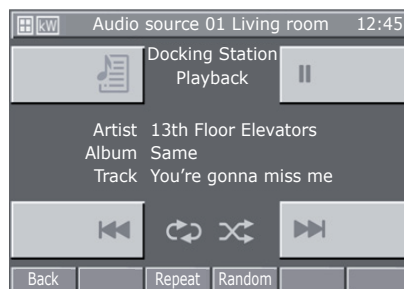 kW Audio source 01 Living room 12:45
Docking Station
Playback
Artist 13th Floor Elevators
Album Same
Track You're gonna miss me
Back Repeat Random